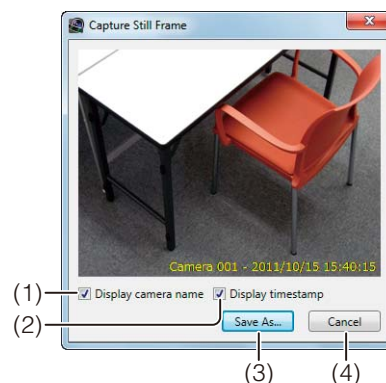 Capture Still Frame
Camera 001 - 2011/10/15 15:40:15
(1) Display camera name Display timestamp
(2) Save As... Cancel
(3) (4)